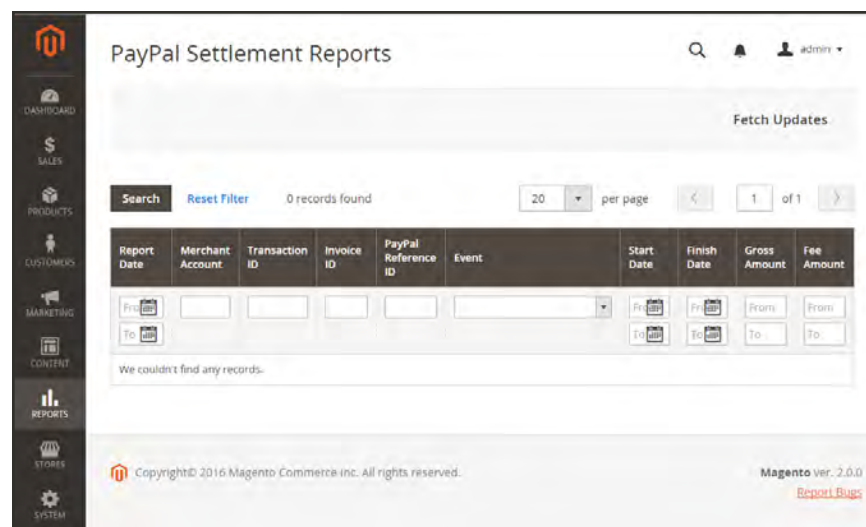 PayPal Settlement Reports
admin
DASHBOARD
Fetch Updates
SALES
PRODUCTS
Search Reset Filter 0 records found 20 per page 1 of 1
CUSTOMERS
Report Date Merchant Account Transaction ID Invoice ID PayPal Reference ID Event Start Date Finish Date Gross Amount Fee Amount
MARKETING
From From
To To To To To
CONTENT
We couldn't find any records.
REPORTS
STORES
Copyright© 2016 Magento Commerce Inc. All rights reserved.
Magento ver. 2.0.0
Report Bugs
SYSTEM